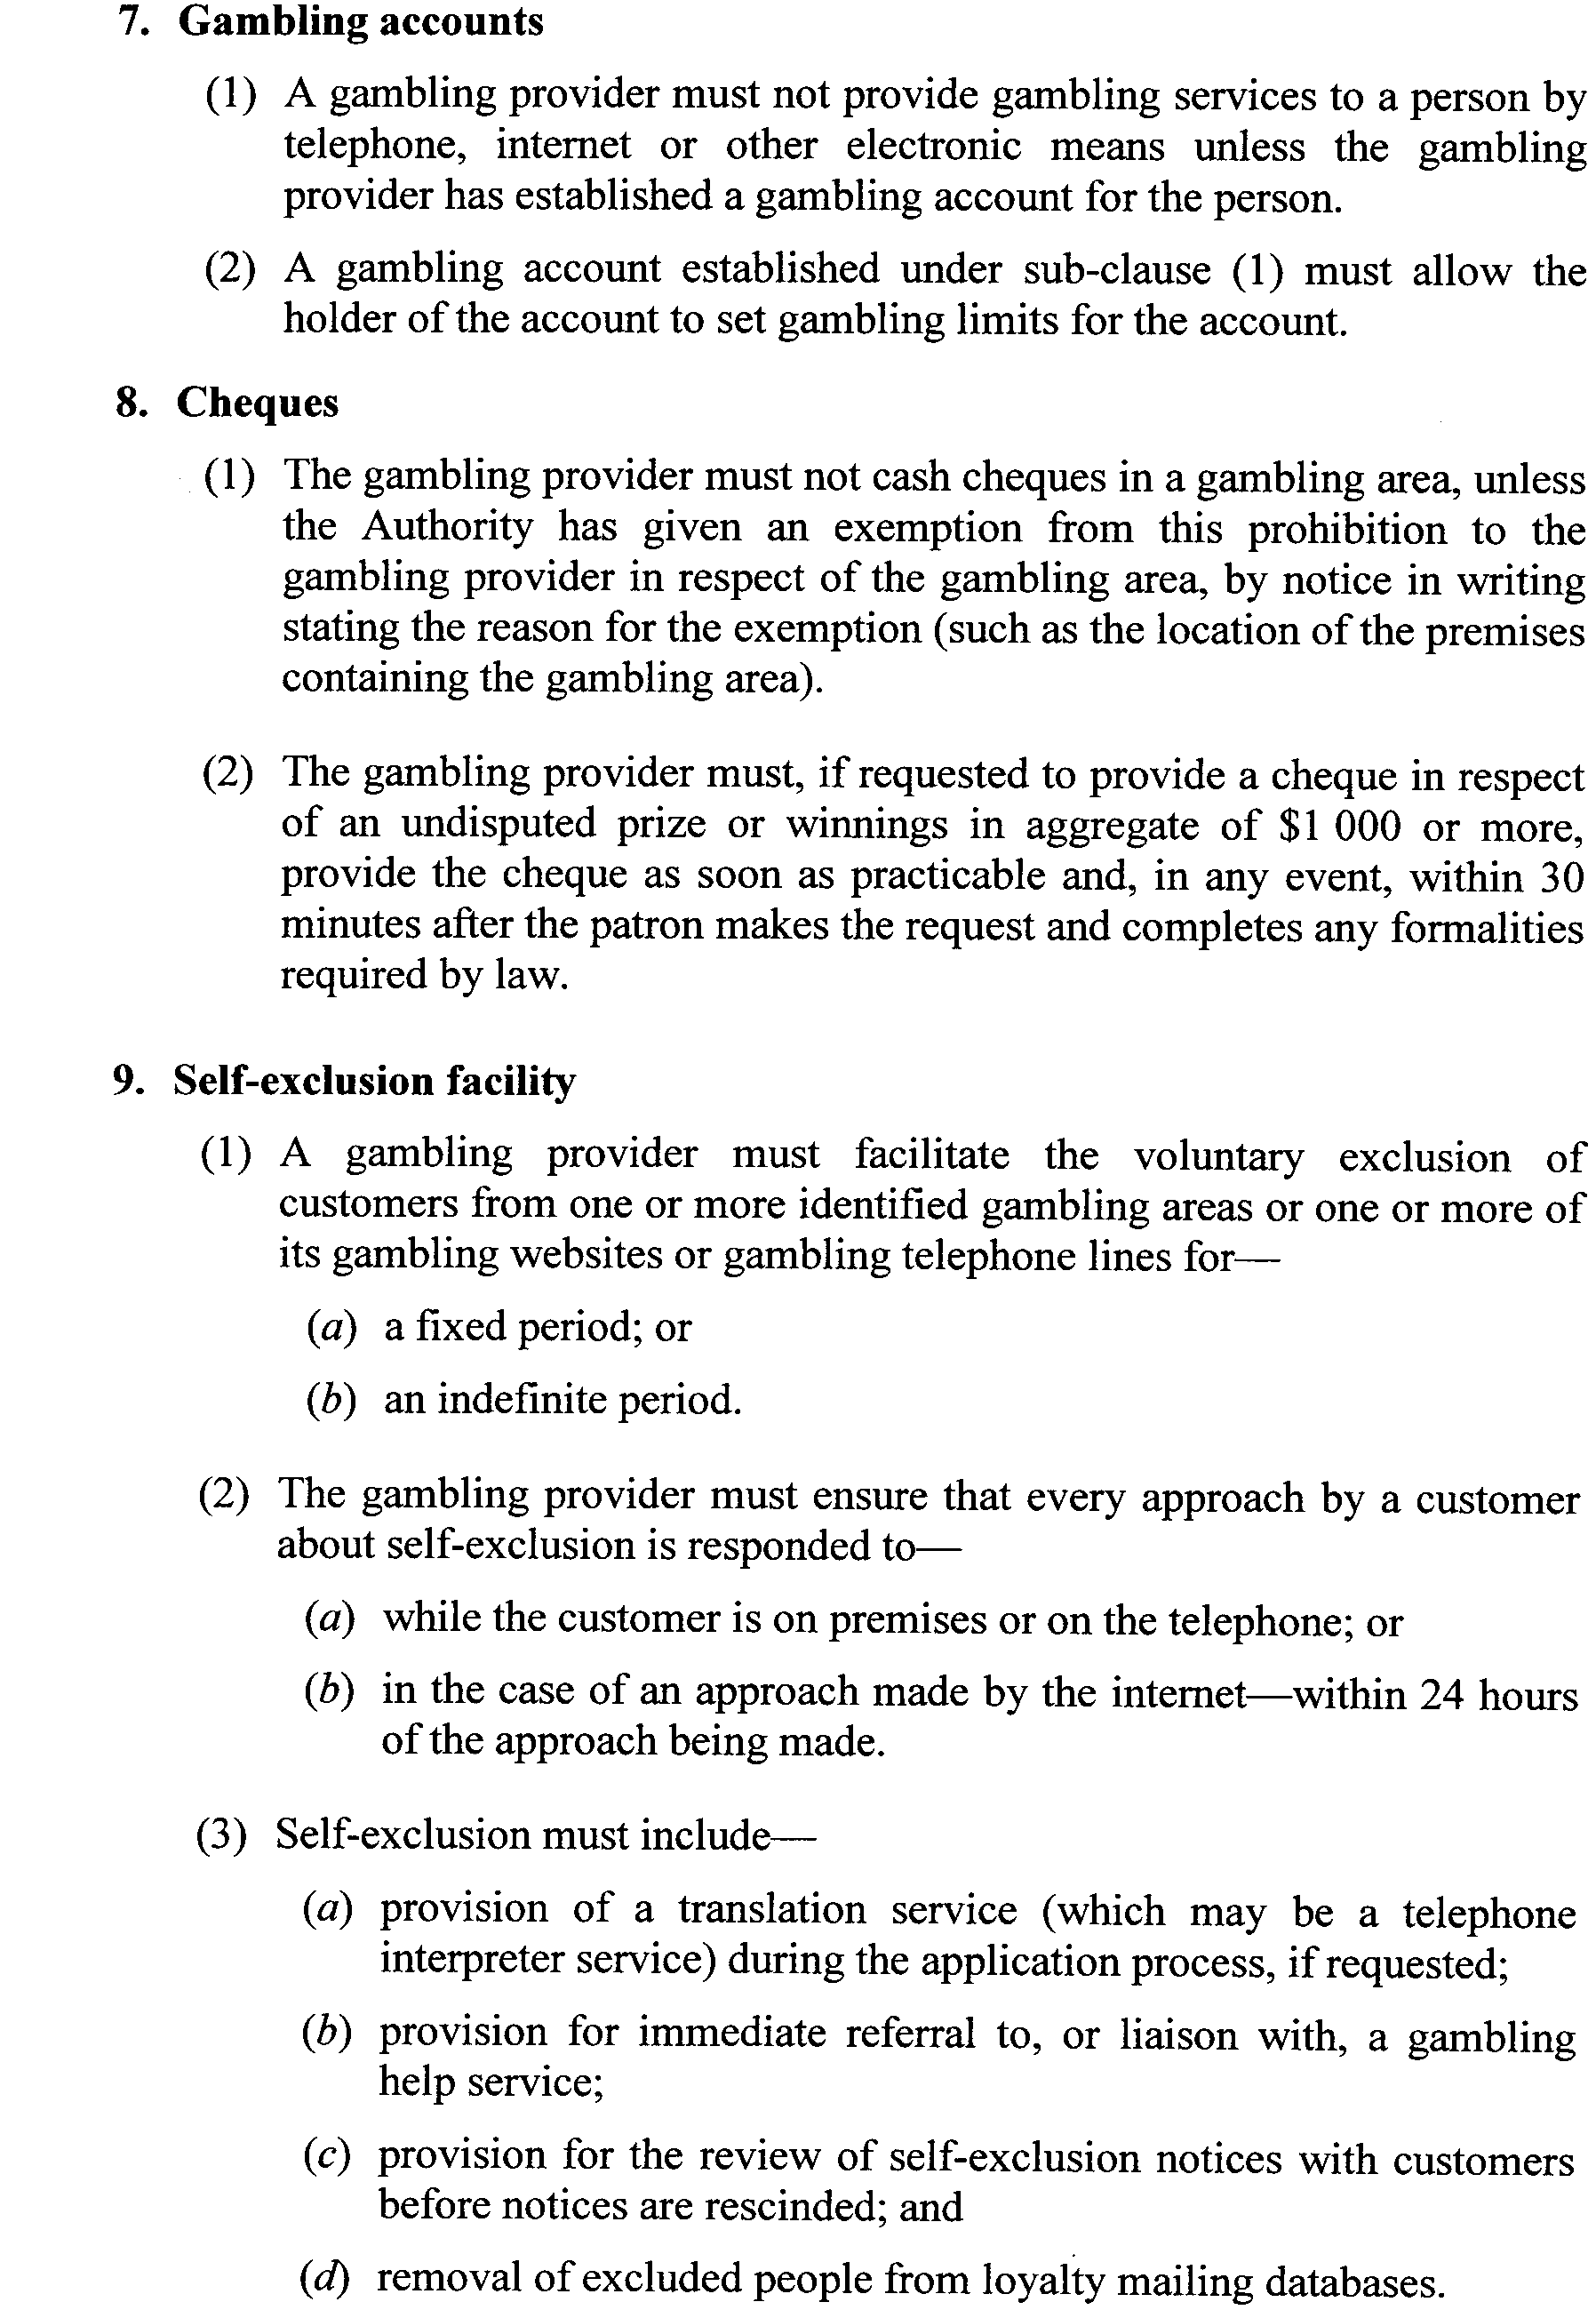 7. Gambling accounts
(1) A gambling provider must not provide gambling services to a person by
telephone, internet or other electronic means unless the gambling
provider has established a gambling account for the person.
(2) A gambling account established under sub-clause (1) must allow the
holder of the account to set gambling limits for the account.
8. Cheques
(1) The gambling provider must not cash cheques in a gambling area, unless
the Authority has given an exemption from this prohibition to the
gambling provider in respect of the gambling area, by notice in writing
stating the reason for the exemption (such as the location of the premises
containing the gambling area).
(2) The gambling provider must, if requested to provide a cheque in respect
of an undisputed prize or winnings in aggregate of $1 000 or more,
provide the cheque as soon as practicable and, in any event, within 30
minutes after the patron makes the request and completes any formalities
required by law.
9. Self-exclusion facility
(1) A gambling provider must facilitate the voluntary exclusion of
customers from one or more identified gambling areas or one or more of
its gambling websites or gambling telephone lines for—
(a) a fixed period; or
(b) an indefinite period.
(2) The gambling provider must ensure that every approach by a customer
about self-exclusion is responded to—
(a) while the customer is on premises or on the telephone; or
(b) in the case of an approach made by the internet—within 24 hours
of the approach being made.
(3) Self-exclusion must include—
(a) provision of a translation service (which may be a telephone
interpreter service) during the application process, if requested;
(b) provision for immediate referral to, or liaison with, a gambling
help service;
(c) provision for the review of self-exclusion notices with customers
before notices are rescinded; and
(d) removal of excluded people from loyalty mailing databases.